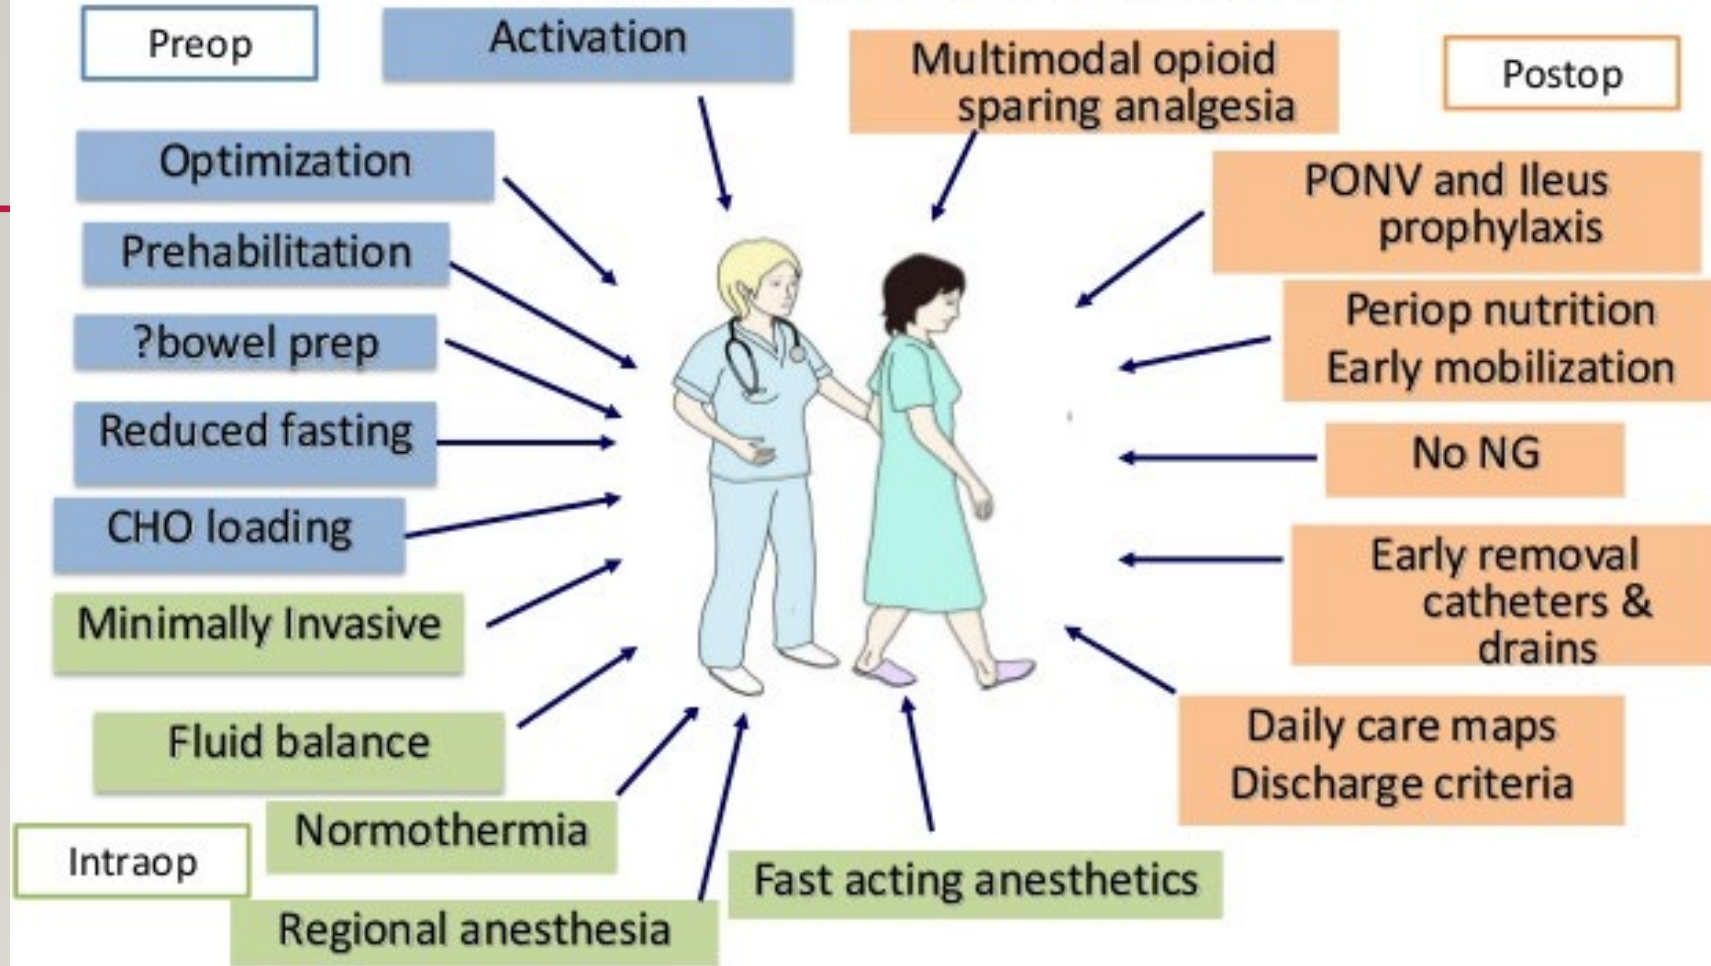 Preop
Activation
Optimization
Prehabilitation
?bowel prep
Reduced fasting
CHO loading
Minimally Invasive
Fluid balance
Normothermia
Intraop
Regional anesthesia
Fast acting anesthetics
Multimodal opioid
sparing analgesia
Postop
PONV and Ileus
prophylaxis
Periop nutrition
Early mobilization
No NG
Early removal
catheters &
drains
Daily care maps
Discharge criteria